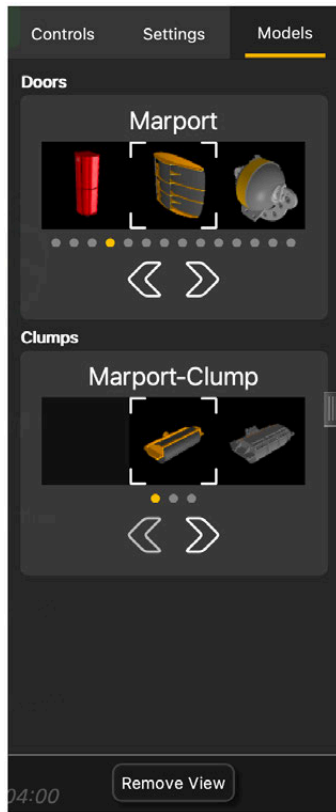 Controls Settings Models
Doors
Marport
Clumps
Marport-Clump
Remove View
04:00